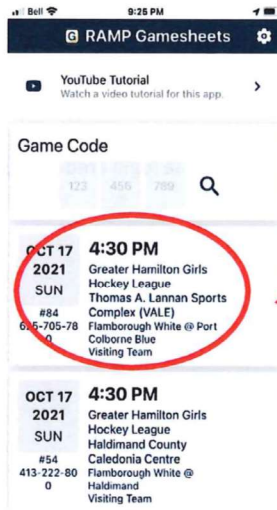 Bell
9:25 PM
G RAMP Gamesheets
YouTube Tutorial
Watch a video tutorial for this app.
Game Code
123 456 789
OCT 17
2021
SUN
#84
4:30 PM
Greater Hamilton Girls
Hockey League
Thomas A. Lannan Sports
Complex (VALE)
Flamborough White @ Port
Colborne Blue
Visiting Team
OCT 17
2021
SUN
#54
413-222-80
0
4:30 PM
Greater Hamilton Girls
Hockey League
Haldimand County
Caledonia Centre
Flamborough White @
Haldimand
Visiting Team